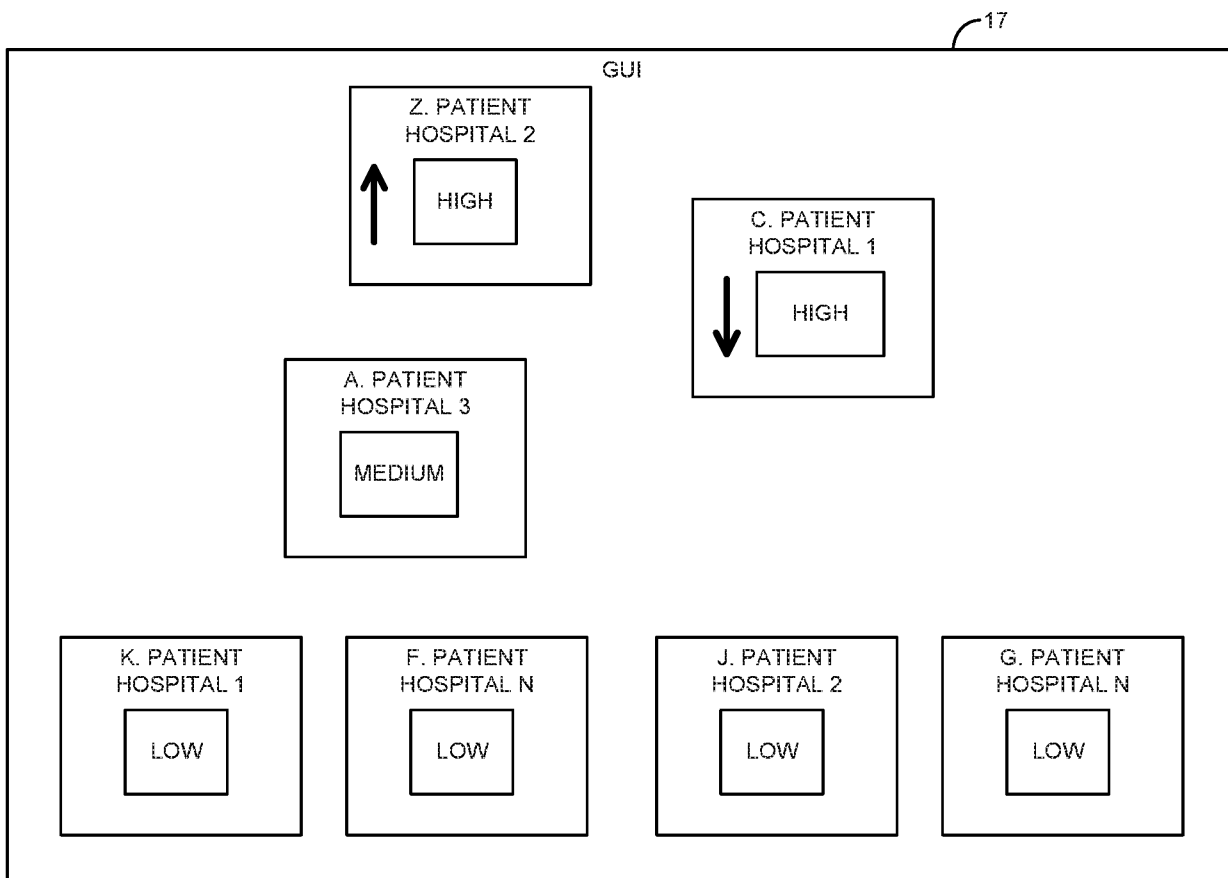 17
GUI
Z. PATIENT
HOSPITAL 2
HIGH
C. PATIENT
HOSPITAL 1
HIGH
A. PATIENT
HOSPITAL 3
MEDIUM
K. PATIENT
HOSPITAL 1
LOW
F. PATIENT
HOSPITAL N
LOW
J. PATIENT
HOSPITAL 2
LOW
G. PATIENT
HOSPITAL N
LOW